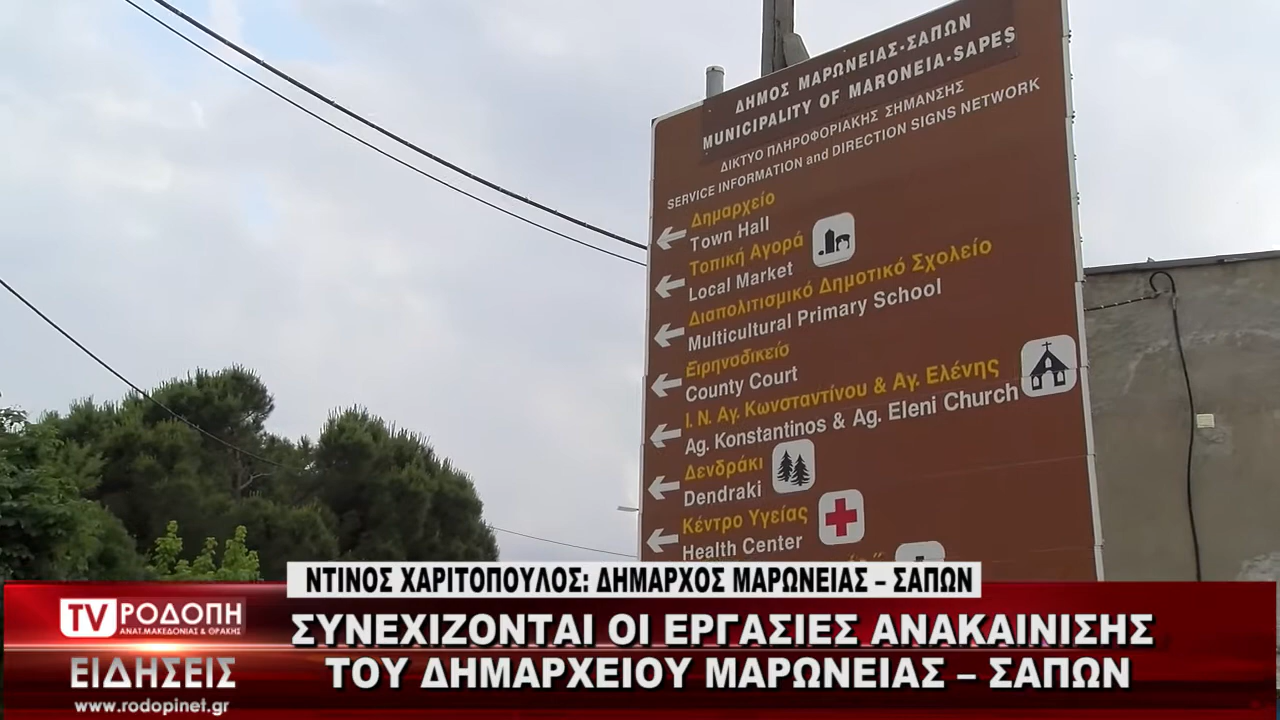 ΔΗΜΟΣ ΜΑΡΩΝΕΙΑΣ-ΣΑΠΩΝ
MUNICIPALITY OF MARONEIA-SAPES
ΔΙΚΤΥΟ ΠΛΗΡΟΦΟΡΙΑΚΗΣ ΣΗΜΑΝΣΗΣ
SERVICE INFORMATION and DIRECTION SIGNS NETWORK
Δημαρχείο
Town Hall
Τοπική Αγορά
Local Market
Διαπολιτισμικό Δημοτικό Σχολείο
Multicultural Primary School
Ειρηνοδικείο
County Court
Ι. Ν. Αγ. Κωνσταντίνου & Αγ. Ελένης
Ag. Konstantinos & Ag. Eleni Church
Δενδράκι
Dendraki
Κέντρο Υγείας
Health Center
ΝΤΙΝΟΣ ΧΑΡΙΤΟΠΟΥΛΟΣ: ΔΗΜΑΡΧΟΣ ΜΑΡΩΝΕΙΑΣ – ΣΑΠΩΝ
ΣΥΝΕΧΙΖΟΝΤΑΙ ΟΙ ΕΡΓΑΣΙΕΣ ΑΝΑΚΑΙΝΙΣΗΣ
ΤΟΥ ΔΗΜΑΡΧΕΙΟΥ ΜΑΡΩΝΕΙΑΣ – ΣΑΠΩΝ
TV ΡΟΔΟΠΗ
ΑΝΑΤ.ΜΑΚΕΔΟΝΙΑΣ & ΘΡΑΚΗΣ
ΕΙΔΗΣΕΙΣ
www.rodopinet.gr